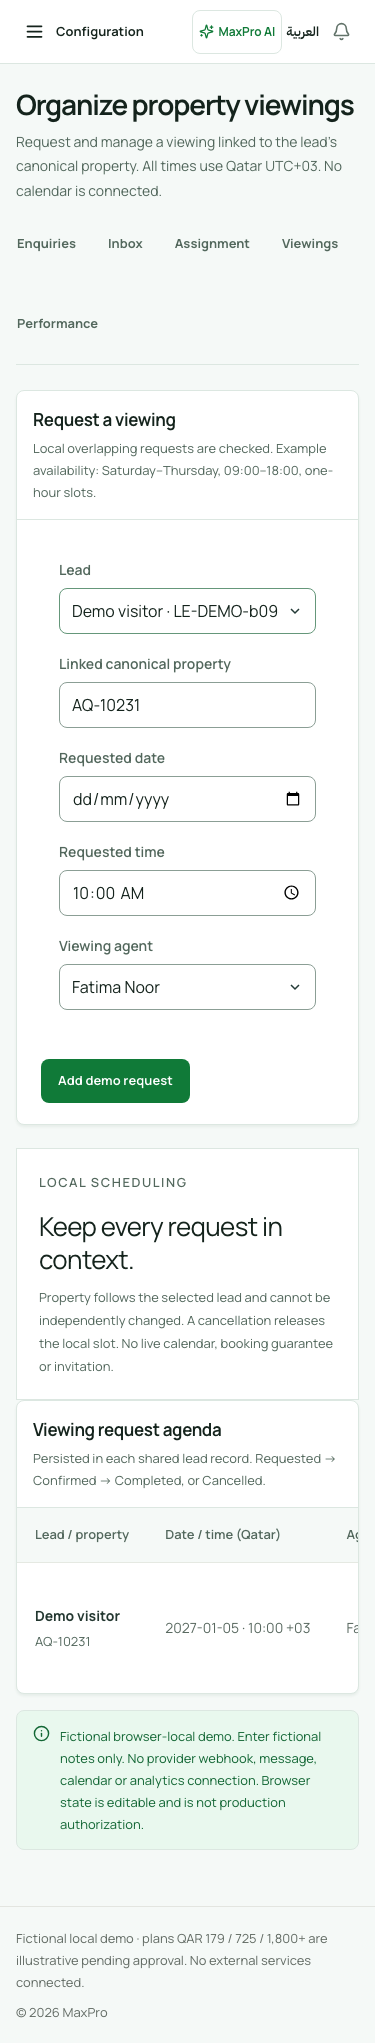 Configuration
MaxPro AI
العربية
Organize property viewings
Request and manage a viewing linked to the lead's
canonical property. All times use Qatar UTC+03. No
calendar is connected.
Enquiries
Inbox
Assignment
Viewings
Performance
Request a viewing
Local overlapping requests are checked. Example
availability: Saturday–Thursday, 09:00–18:00, one-
hour slots.
Lead
Demo visitor · LE-DEMO-b09
Linked canonical property
AQ-10231
Requested date
dd/mm/yyyy
Requested time
10:00 AM
Viewing agent
Fatima Noor
Add demo request
LOCAL SCHEDULING
Keep every request in
context.
Property follows the selected lead and cannot be
independently changed. A cancellation releases
the local slot. No live calendar, booking guarantee
or invitation.
Viewing request agenda
Persisted in each shared lead record. Requested →
Confirmed → Completed, or Cancelled.
Lead / property
Date / time (Qatar)
Demo visitor
AQ-10231
2027-01-05 · 10:00 +03
Fictional browser-local demo. Enter fictional
notes only. No provider webhook, message,
calendar or analytics connection. Browser
state is editable and is not production
authorization.
Fictional local demo · plans QAR 179 / 725 / 1,800+ are
illustrative pending approval. No external services
connected.
© 2026 MaxPro